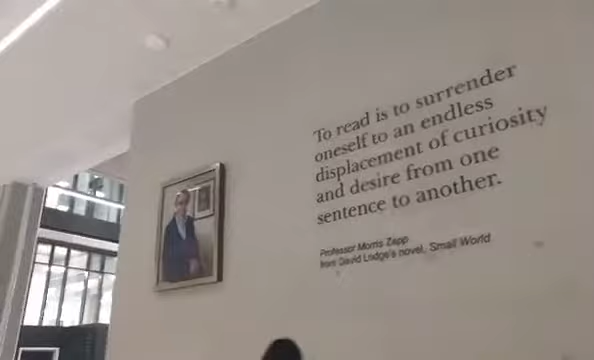 To read is to surrender
oneself to an endless
displacement of curiosity
and desire from one
sentence to another.
Professor Morris Zapp
from David Lodge's novel, Small World